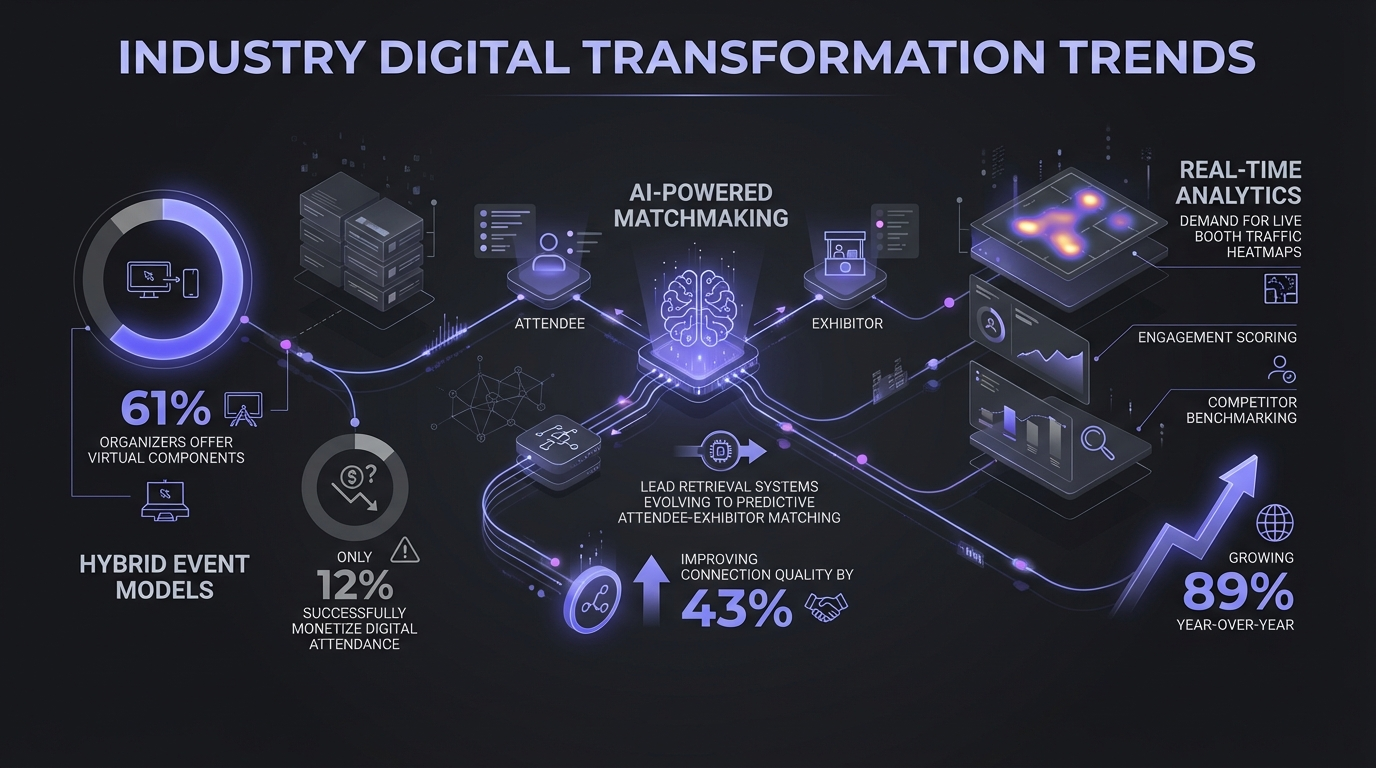 INDUSTRY DIGITAL TRANSFORMATION TRENDS
61%
ORGANIZERS OFFER
VIRTUAL COMPONENTS
HYBRID EVENT
MODELS
$?
ONLY
12%
SUCCESSFULLY
MONETIZE DIGITAL
ATTENDANCE
AI-POWERED
MATCHMAKING
ATTENDEE
EXHIBITOR
LEAD RETRIEVAL SYSTEMS
EVOLVING TO PREDICTIVE
ATTENDEE-EXHIBITOR MATCHING
IMPROVING
CONNECTION QUALITY BY
43%
REAL-TIME
ANALYTICS
DEMAND FOR LIVE
BOOTH TRAFFIC
HEATMAPS
ENGAGEMENT SCORING
COMPETITOR
BENCHMARKING
GROWING
89%
YEAR-OVER-YEAR